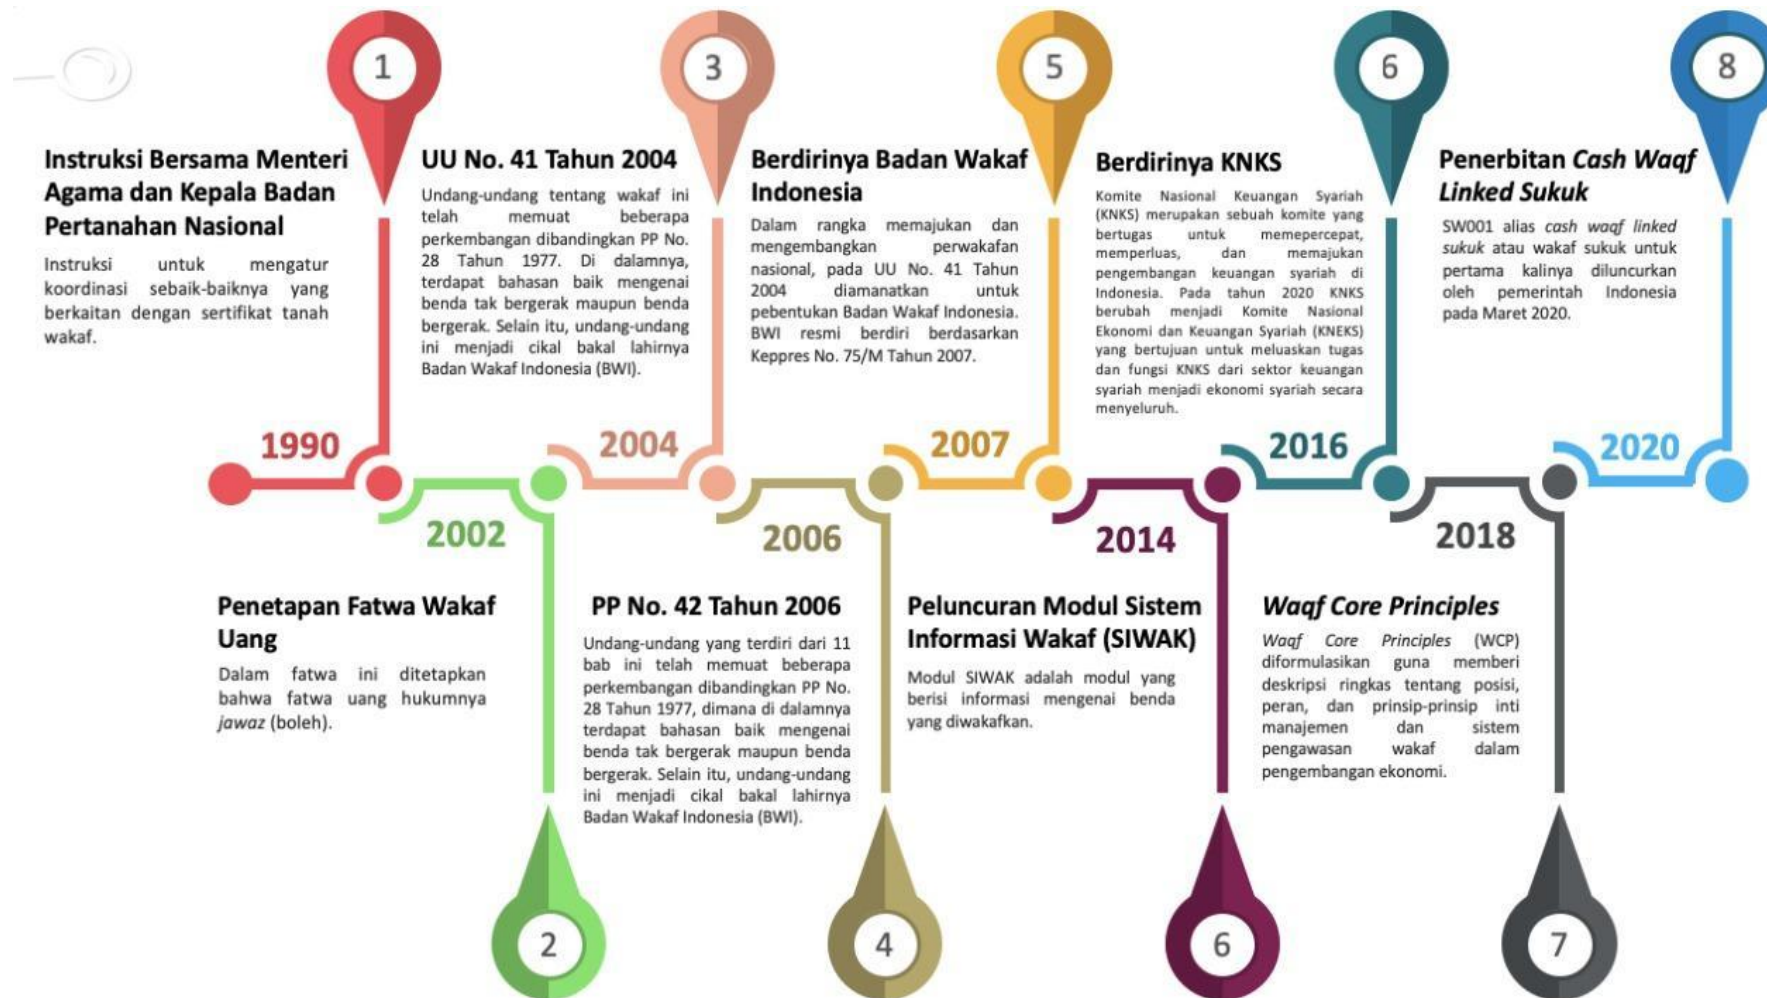 1
Instruksi Bersama Menteri
Agama dan Kepala Badan
Pertanahan Nasional
Instruksi untuk mengatur
koordinasi sebaik-baiknya yang
berkaitan dengan sertifikat tanah
wakaf.
1990
3
UU No. 41 Tahun 2004
Undang-undang tentang wakaf ini
telah memuat beberapa
perkembangan dibandingkan PP No.
28 Tahun 1977. Di dalamnya,
terdapat bahasan baik mengenai
benda tak bergerak maupun benda
bergerak. Selain itu, undang-undang
ini menjadi cikal bakal lahirnya
Badan Wakaf Indonesia (BWI).
2004
5
Berdirinya Badan Wakaf
Indonesia
Dalam rangka memajukan dan
mengembangkan perwakafan
nasional, pada UU No. 41 Tahun
2004 diamanatkan untuk
pebentukan Badan Wakaf Indonesia.
BWI resmi berdiri berdasarkan
Keppres No. 75/M Tahun 2007.
2007
6
Berdirinya KNKS
Komite Nasional Keuangan Syariah
(KNKS) merupakan sebuah komite yang
bertugas untuk memepercepat,
memperluas, dan memajukan
pengembangan keuangan syariah di
Indonesia. Pada tahun 2020 KNKS
berubah menjadi Komite Nasional
Ekonomi dan Keuangan Syariah (KNEKS)
yang bertujuan untuk meluaskan tugas
dan fungsi KNKS dari sektor keuangan
syariah menjadi ekonomi syariah secara
menyeluruh.
2016
8
Penerbitan Cash Waqf
Linked Sukuk
SW001 alias cash waqf linked
sukuk atau wakaf sukuk untuk
pertama kalinya diluncurkan
oleh pemerintah Indonesia
pada Maret 2020.
2020
2002
Penetapan Fatwa Wakaf
Uang
Dalam fatwa ini ditetapkan
bahwa fatwa uang hukumnya
jawaz (boleh).
2
2006
PP No. 42 Tahun 2006
Undang-undang yang terdiri dari 11
bab ini telah memuat beberapa
perkembangan dibandingkan PP No.
28 Tahun 1977, dimana di dalamnya
terdapat bahasan baik mengenai
benda tak bergerak maupun benda
bergerak. Selain itu, undang-undang
ini menjadi cikal bakal lahirnya
Badan Wakaf Indonesia (BWI).
4
2014
Peluncuran Modul Sistem
Informasi Wakaf (SIWAK)
Modul SIWAK adalah modul yang
berisi informasi mengenai benda
yang diwakafkan.
6
2018
Waqf Core Principles
Waqf Core Principles (WCP)
diformulasikan guna memberi
deskripsi ringkas tentang posisi,
peran, dan prinsip-prinsip inti
manajemen dan sistem
pengawasan wakaf dalam
pengembangan ekonomi.
7